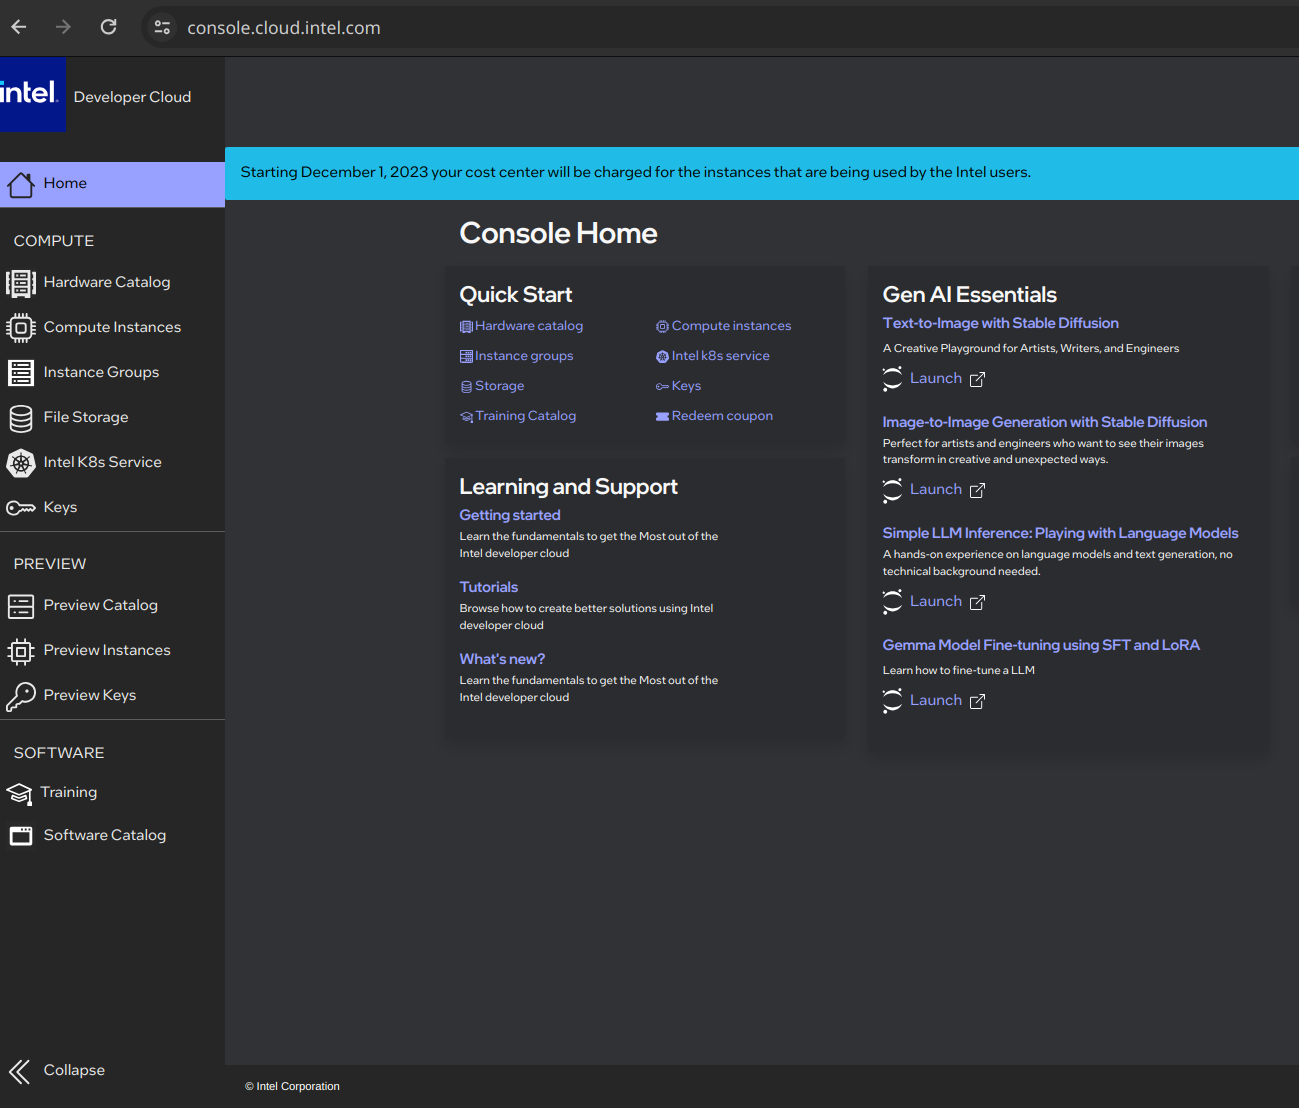 console.cloud.intel.com
intel.
Developer Cloud
Home
COMPUTE
Hardware Catalog
Compute Instances
Instance Groups
File Storage
Intel K8s Service
Keys
PREVIEW
Preview Catalog
Preview Instances
Preview Keys
SOFTWARE
Training
Software Catalog
Collapse
Starting December 1, 2023 your cost center will be charged for the instances that are being used by the Intel users.
Console Home
Quick Start
Hardware catalog
Compute instances
Instance groups
Intel k8s service
Storage
Keys
Training Catalog
Redeem coupon
Learning and Support
Getting started
Learn the fundamentals to get the Most out of the
Intel developer cloud
Tutorials
Browse how to create better solutions using Intel
developer cloud
What's new?
Learn the fundamentals to get the Most out of the
Intel developer cloud
Gen AI Essentials
Text-to-Image with Stable Diffusion
A Creative Playground for Artists, Writers, and Engineers
Launch
Image-to-Image Generation with Stable Diffusion
Perfect for artists and engineers who want to see their images
transform in creative and unexpected ways.
Launch
Simple LLM Inference: Playing with Language Models
A hands-on experience on language models and text generation, no
technical background needed.
Launch
Gemma Model Fine-tuning using SFT and LoRA
Learn how to fine-tune a LLM
Launch
© Intel Corporation